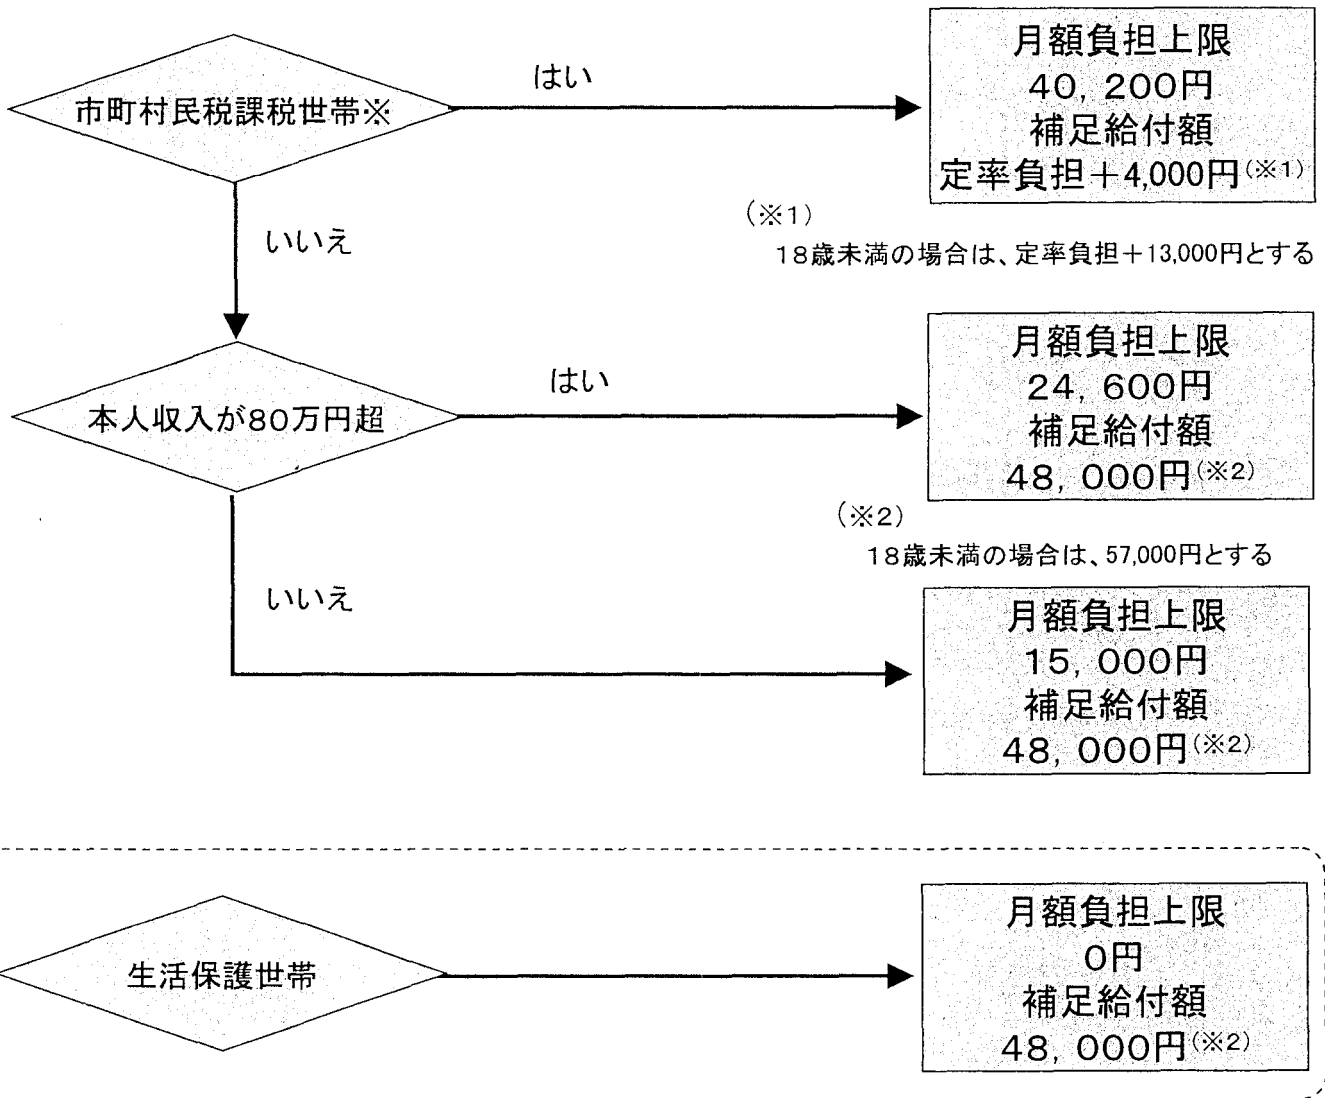 市町村民税課税世帯※
はい
月額負担上限
40，200円
補足給付額
定率負担＋4,000円(※1)
(※1)
18歳未満の場合は、定率負担＋13,000円とする
いいえ
本人収入が80万円超
はい
月額負担上限
24，600円
補足給付額
48，000円(※2)
(※2)
18歳未満の場合は、57,000円とする
いいえ
月額負担上限
15，000円
補足給付額
48，000円(※2)
生活保護世帯
月額負担上限
0円
補足給付額
48，000円(※2)